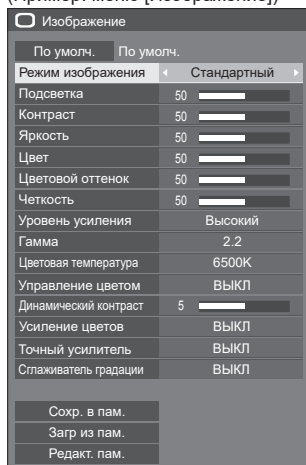 (Пример: меню [Изображение])
Изображение
По умолч. По умолч.
Режим изображения Стандартный
Подсветка 50
Контраст 50
Яркость 50
Цвет 50
Цветовой оттенок 50
Четкость 50
Уровень усиления Высокий
Гамма 2.2
Цветовая температура 6500K
Управление цветом ВЫКЛ
Динамический контраст 5
Усиление цветов ВЫКЛ
Точный усилитель ВЫКЛ
Сглаживатель градации ВЫКЛ
Сохр. в пам.
Загр из пам.
Редакт. пам.